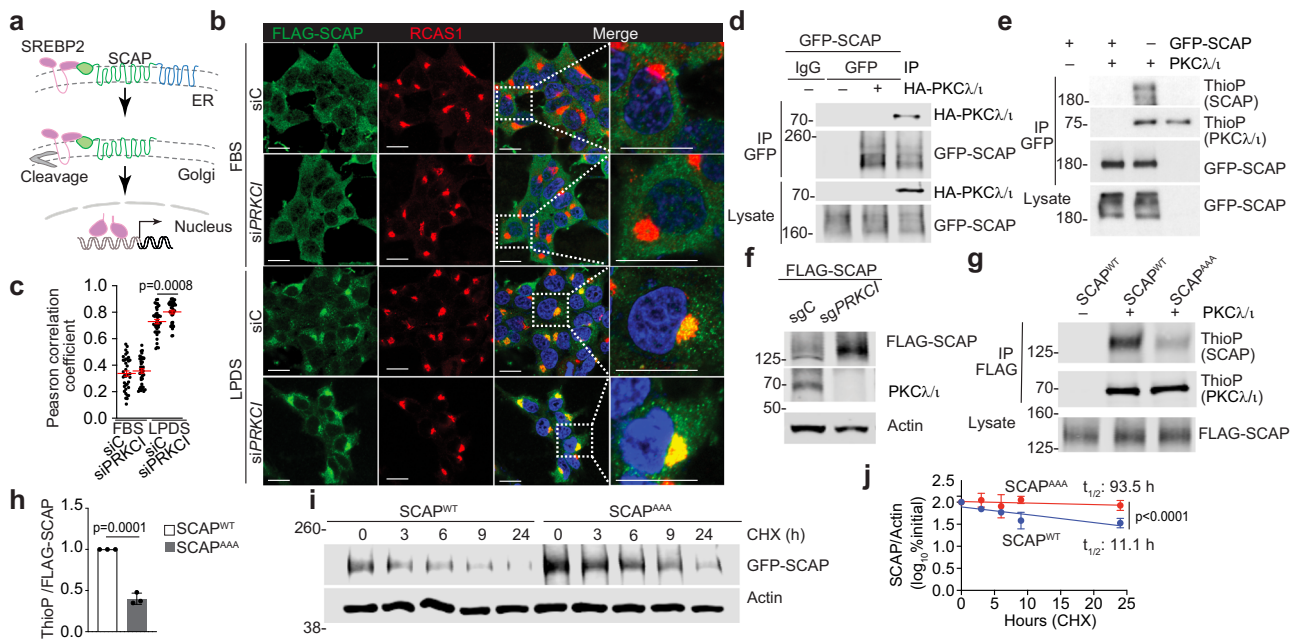 a
SREBP2
SCAP
ER
Cleavage
Golgi
Nucleus
b
FLAG-SCAP RCAS1 Merge
FBS
siC
siPRKCI
LPDS
siC
siPRKCI
c
p=0.0008
Pearson correlation
coefficient
1.0
0.8
0.6
0.4
0.2
0.0
FBS LPDS
siC
siPRKCI
siC
siPRKCI
d
GFP-SCAP
IgG GFP IP
– – + HA-PKCλ/ι
IP
GFP
70- HA-PKCλ/ι
260- GFP-SCAP
Lysate
70- HA-PKCλ/ι
160- GFP-SCAP
e
+ + – GFP-SCAP
– + + PKCλ/ι
IP
GFP
180- ThioP
(SCAP)
75- ThioP
(PKCλ/ι)
180- GFP-SCAP
Lysate
180- GFP-SCAP
f
FLAG-SCAP
sgC sgPRKCI
125- FLAG-SCAP
70- PKCλ/ι
50-
Actin
g
SCAPWT SCAPWT SCAPAAA
– + + PKCλ/ι
IP
FLAG
125- ThioP
(SCAP)
70- ThioP
(PKCλ/ι)
160-
Lysate
125- FLAG-SCAP
h
p=0.0001
SCAPWT
SCAPAAA
ThioP /FLAG-SCAP
1.5
1.0
0.5
0.0
i
SCAPWT SCAPAAA
0 3 6 9 24 0 3 6 9 24 CHX (h)
260-
GFP-SCAP
Actin
38-
j
SCAPAAA t1/2: 93.5 h
p<0.0001
SCAPWT
t1/2: 11.1 h
SCAP/Actin
(log10%initial)
2.5
2.0
1.5
1.0
0.5
0.0
0 5 10 15 20 25
Hours (CHX)